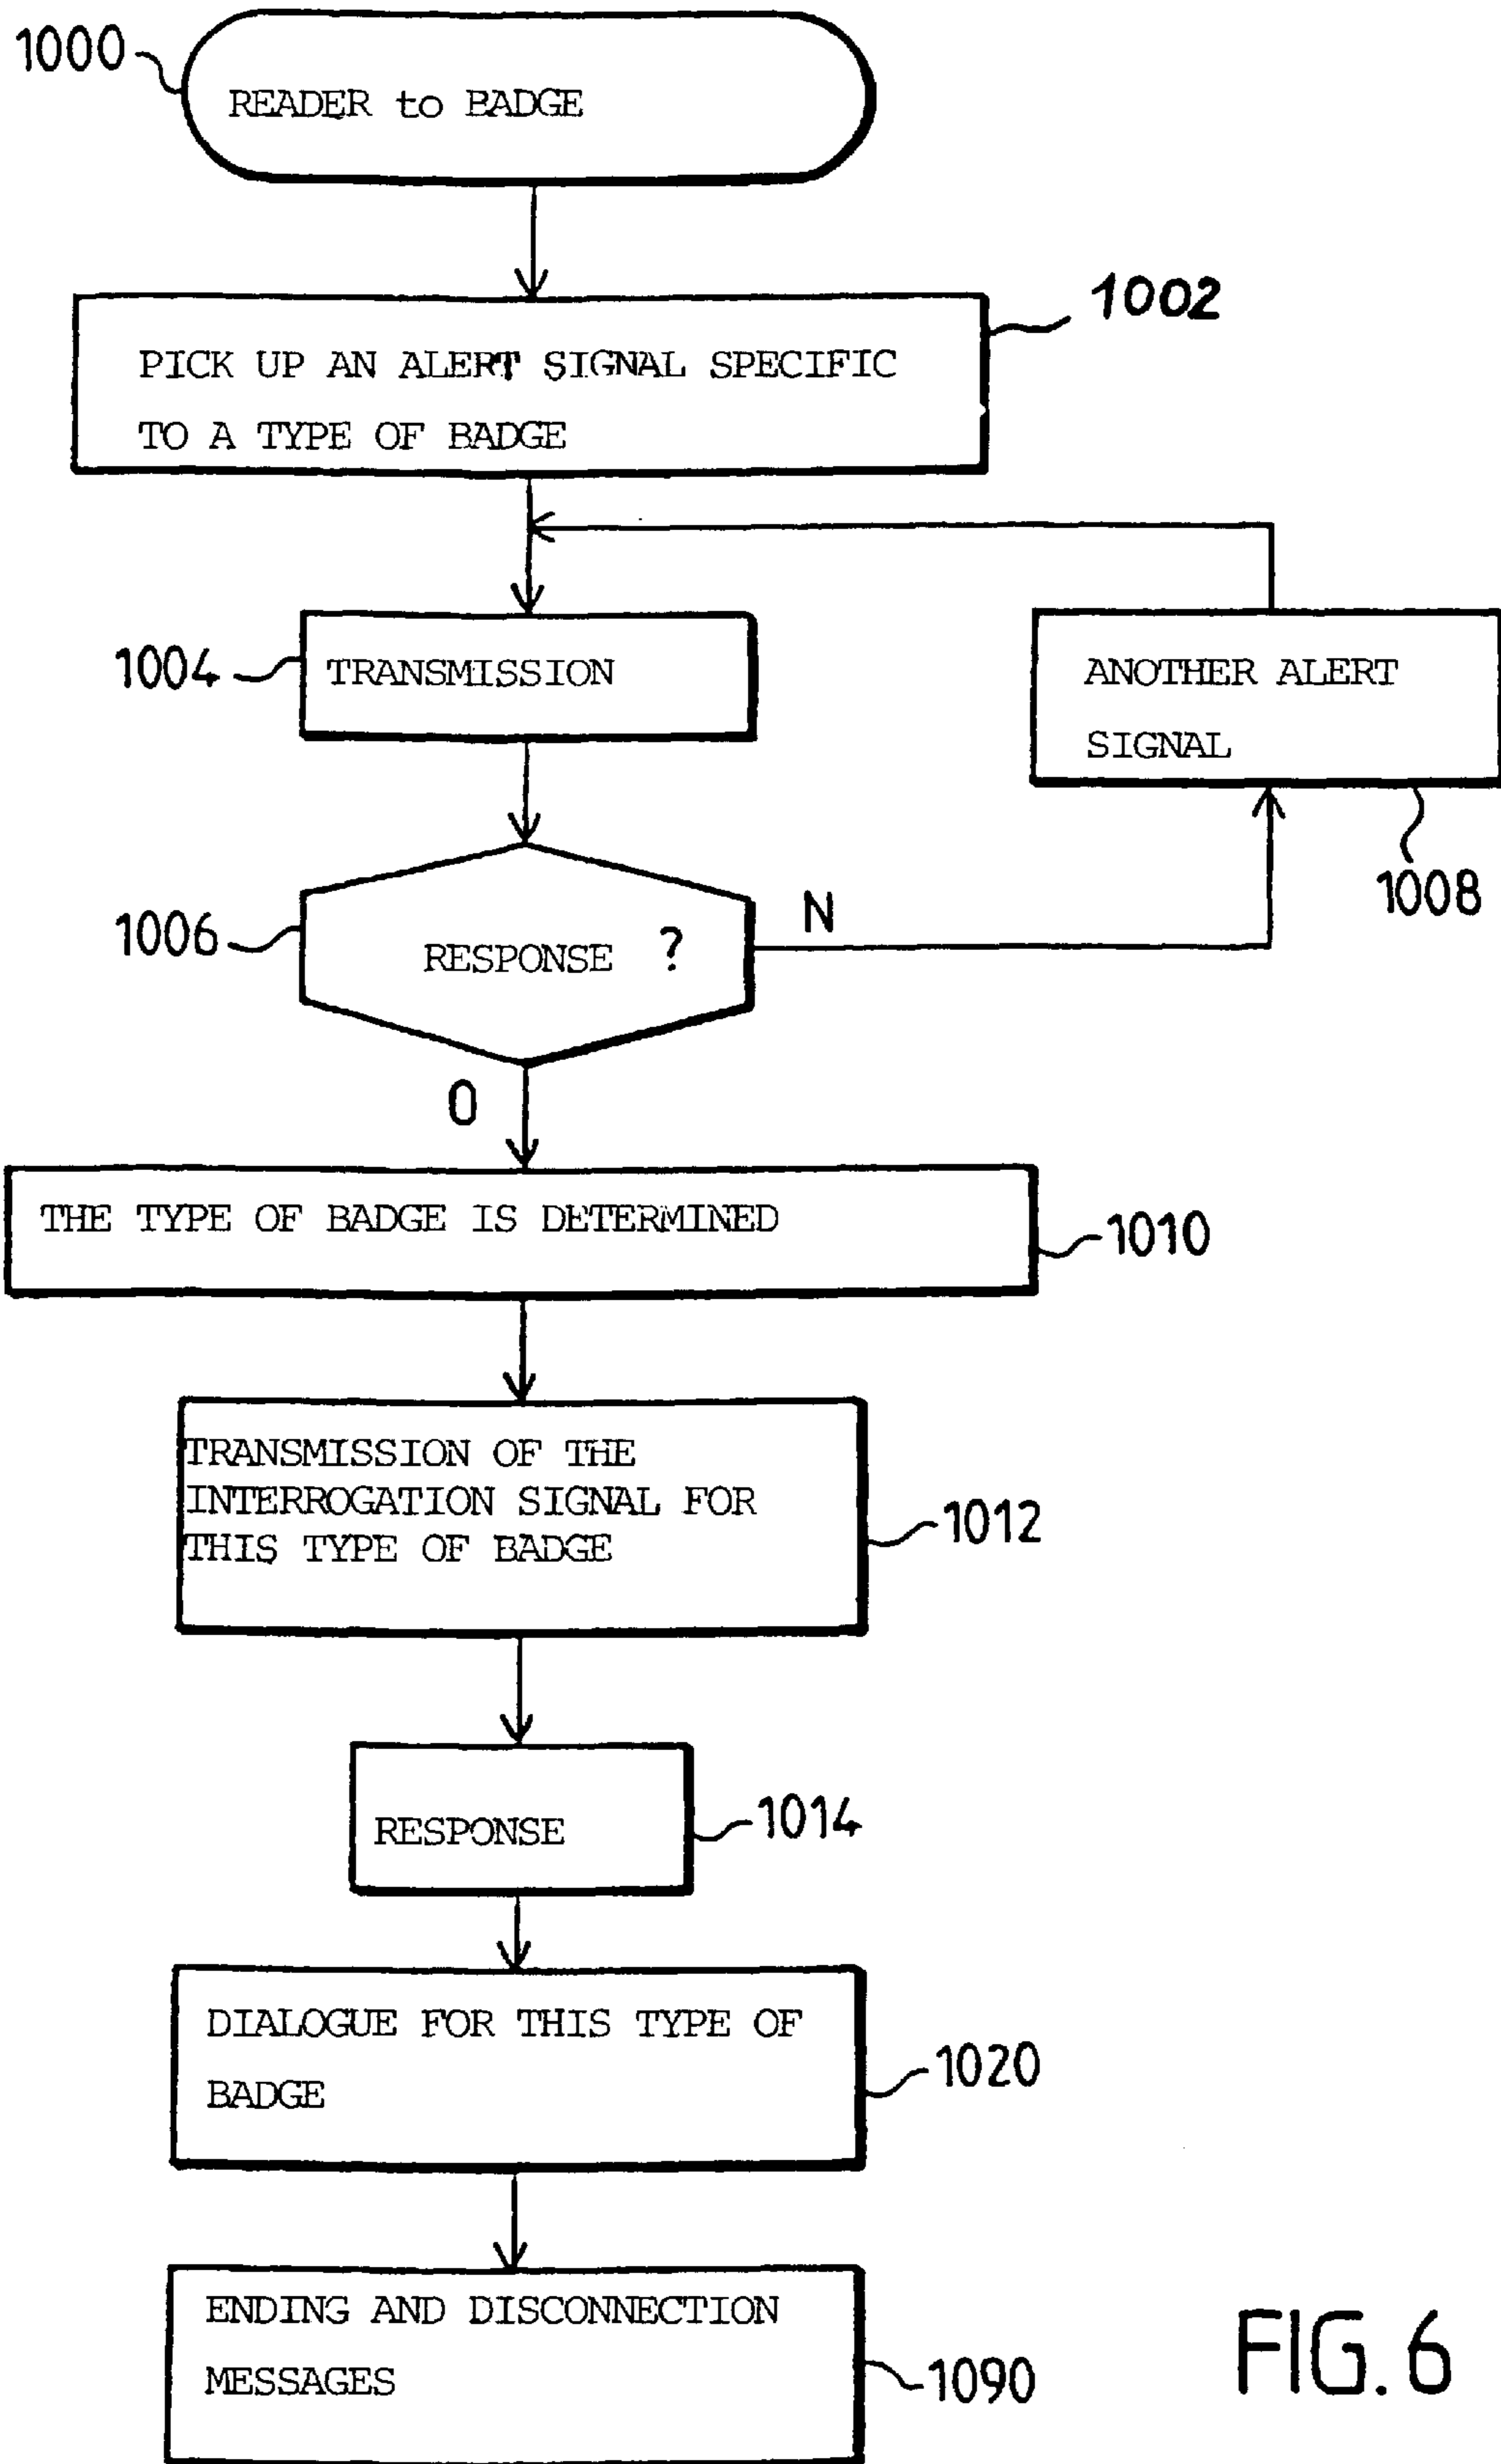 1000
READER to BADGE
1002
PICK UP AN ALERT SIGNAL SPECIFIC
TO A TYPE OF BADGE
1004
TRANSMISSION
ANOTHER ALERT
SIGNAL
1008
1006
RESPONSE ?
N
O
THE TYPE OF BADGE IS DETERMINED
1010
TRANSMISSION OF THE
INTERROGATION SIGNAL FOR
THIS TYPE OF BADGE
1012
RESPONSE
1014
DIALOGUE FOR THIS TYPE OF
BADGE
1020
ENDING AND DISCONNECTION
MESSAGES
1090
FIG. 6